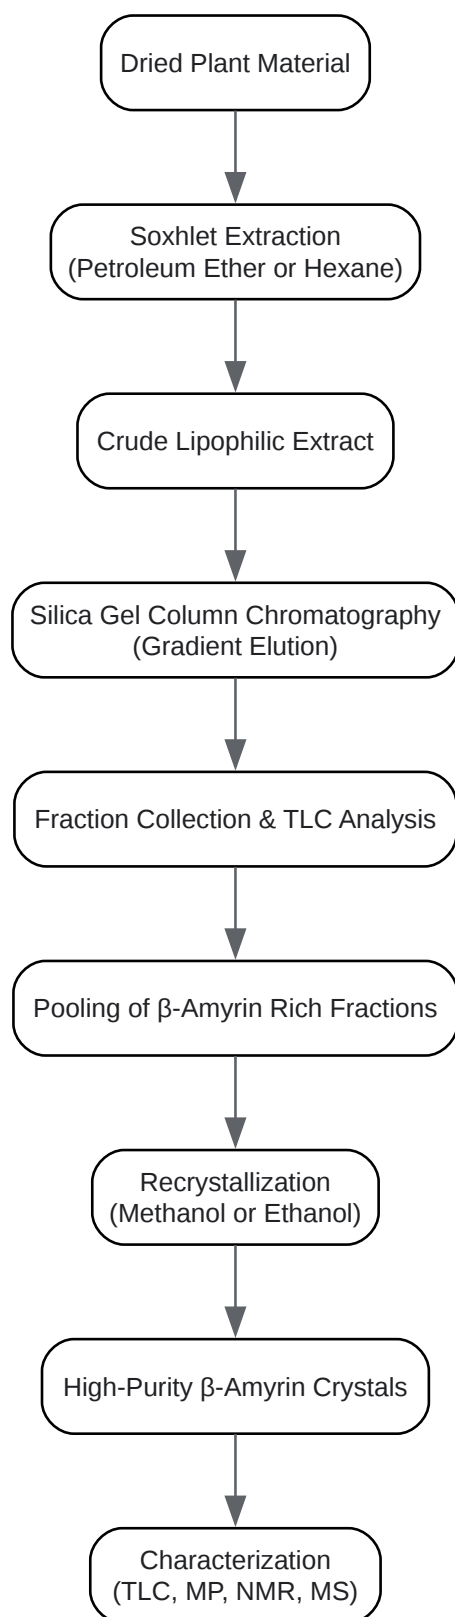 Dried Plant Material
Soxhlet Extraction
(Petroleum Ether or Hexane)
Crude Lipophilic Extract
Silica Gel Column Chromatography
(Gradient Elution)
Fraction Collection & TLC Analysis
Pooling of β-Amyrin Rich Fractions
Recrystallization
(Methanol or Ethanol)
High-Purity β-Amyrin Crystals
Characterization
(TLC, MP, NMR, MS)